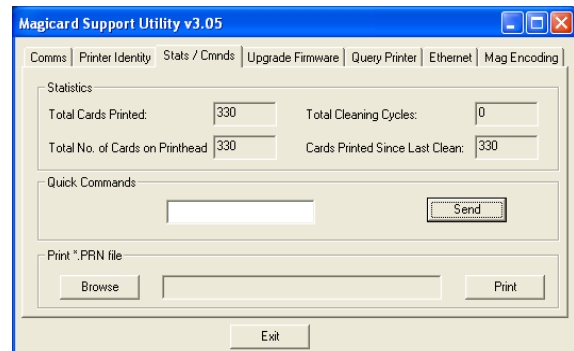 Magicard Support Utility v3.05
Comms Printer Identity Stats / Cmnds Upgrade Firmware Query Printer Ethernet Mag Encoding
Statistics
Total Cards Printed: 330 Total Cleaning Cycles: 0
Total No. of Cards on Printhead 330 Cards Printed Since Last Clean: 330
Quick Commands
Send
Print *.PRN file
Browse Print
Exit